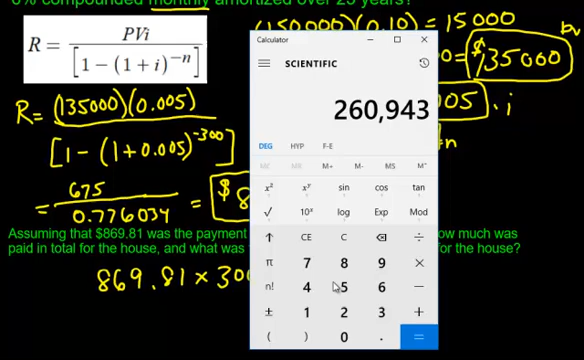 6% compounded monthly amortized over 25 years?
(150000)(0.10) = 15000
R = PVi / [1 − (1 + i)⁻ⁿ]
$135000
R = (135000)(0.005) / [1 - (1+0.005)^-300]
005 · i
= n
= 675 / 0.776034 = $8
Assuming that $869.81 was the payment
ow much was
paid in total for the house, and what was
for the house?
869.81 × 300
Calculator
SCIENTIFIC
260,943
DEG HYP F-E
MC MR M+ M- MS M˅
x² xʸ sin cos tan
√ 10ˣ log Exp Mod
↑ CE C ⌫ ÷
π 7 8 9 ×
n! 4 5 6 −
± 1 2 3 +
( ) 0 . =